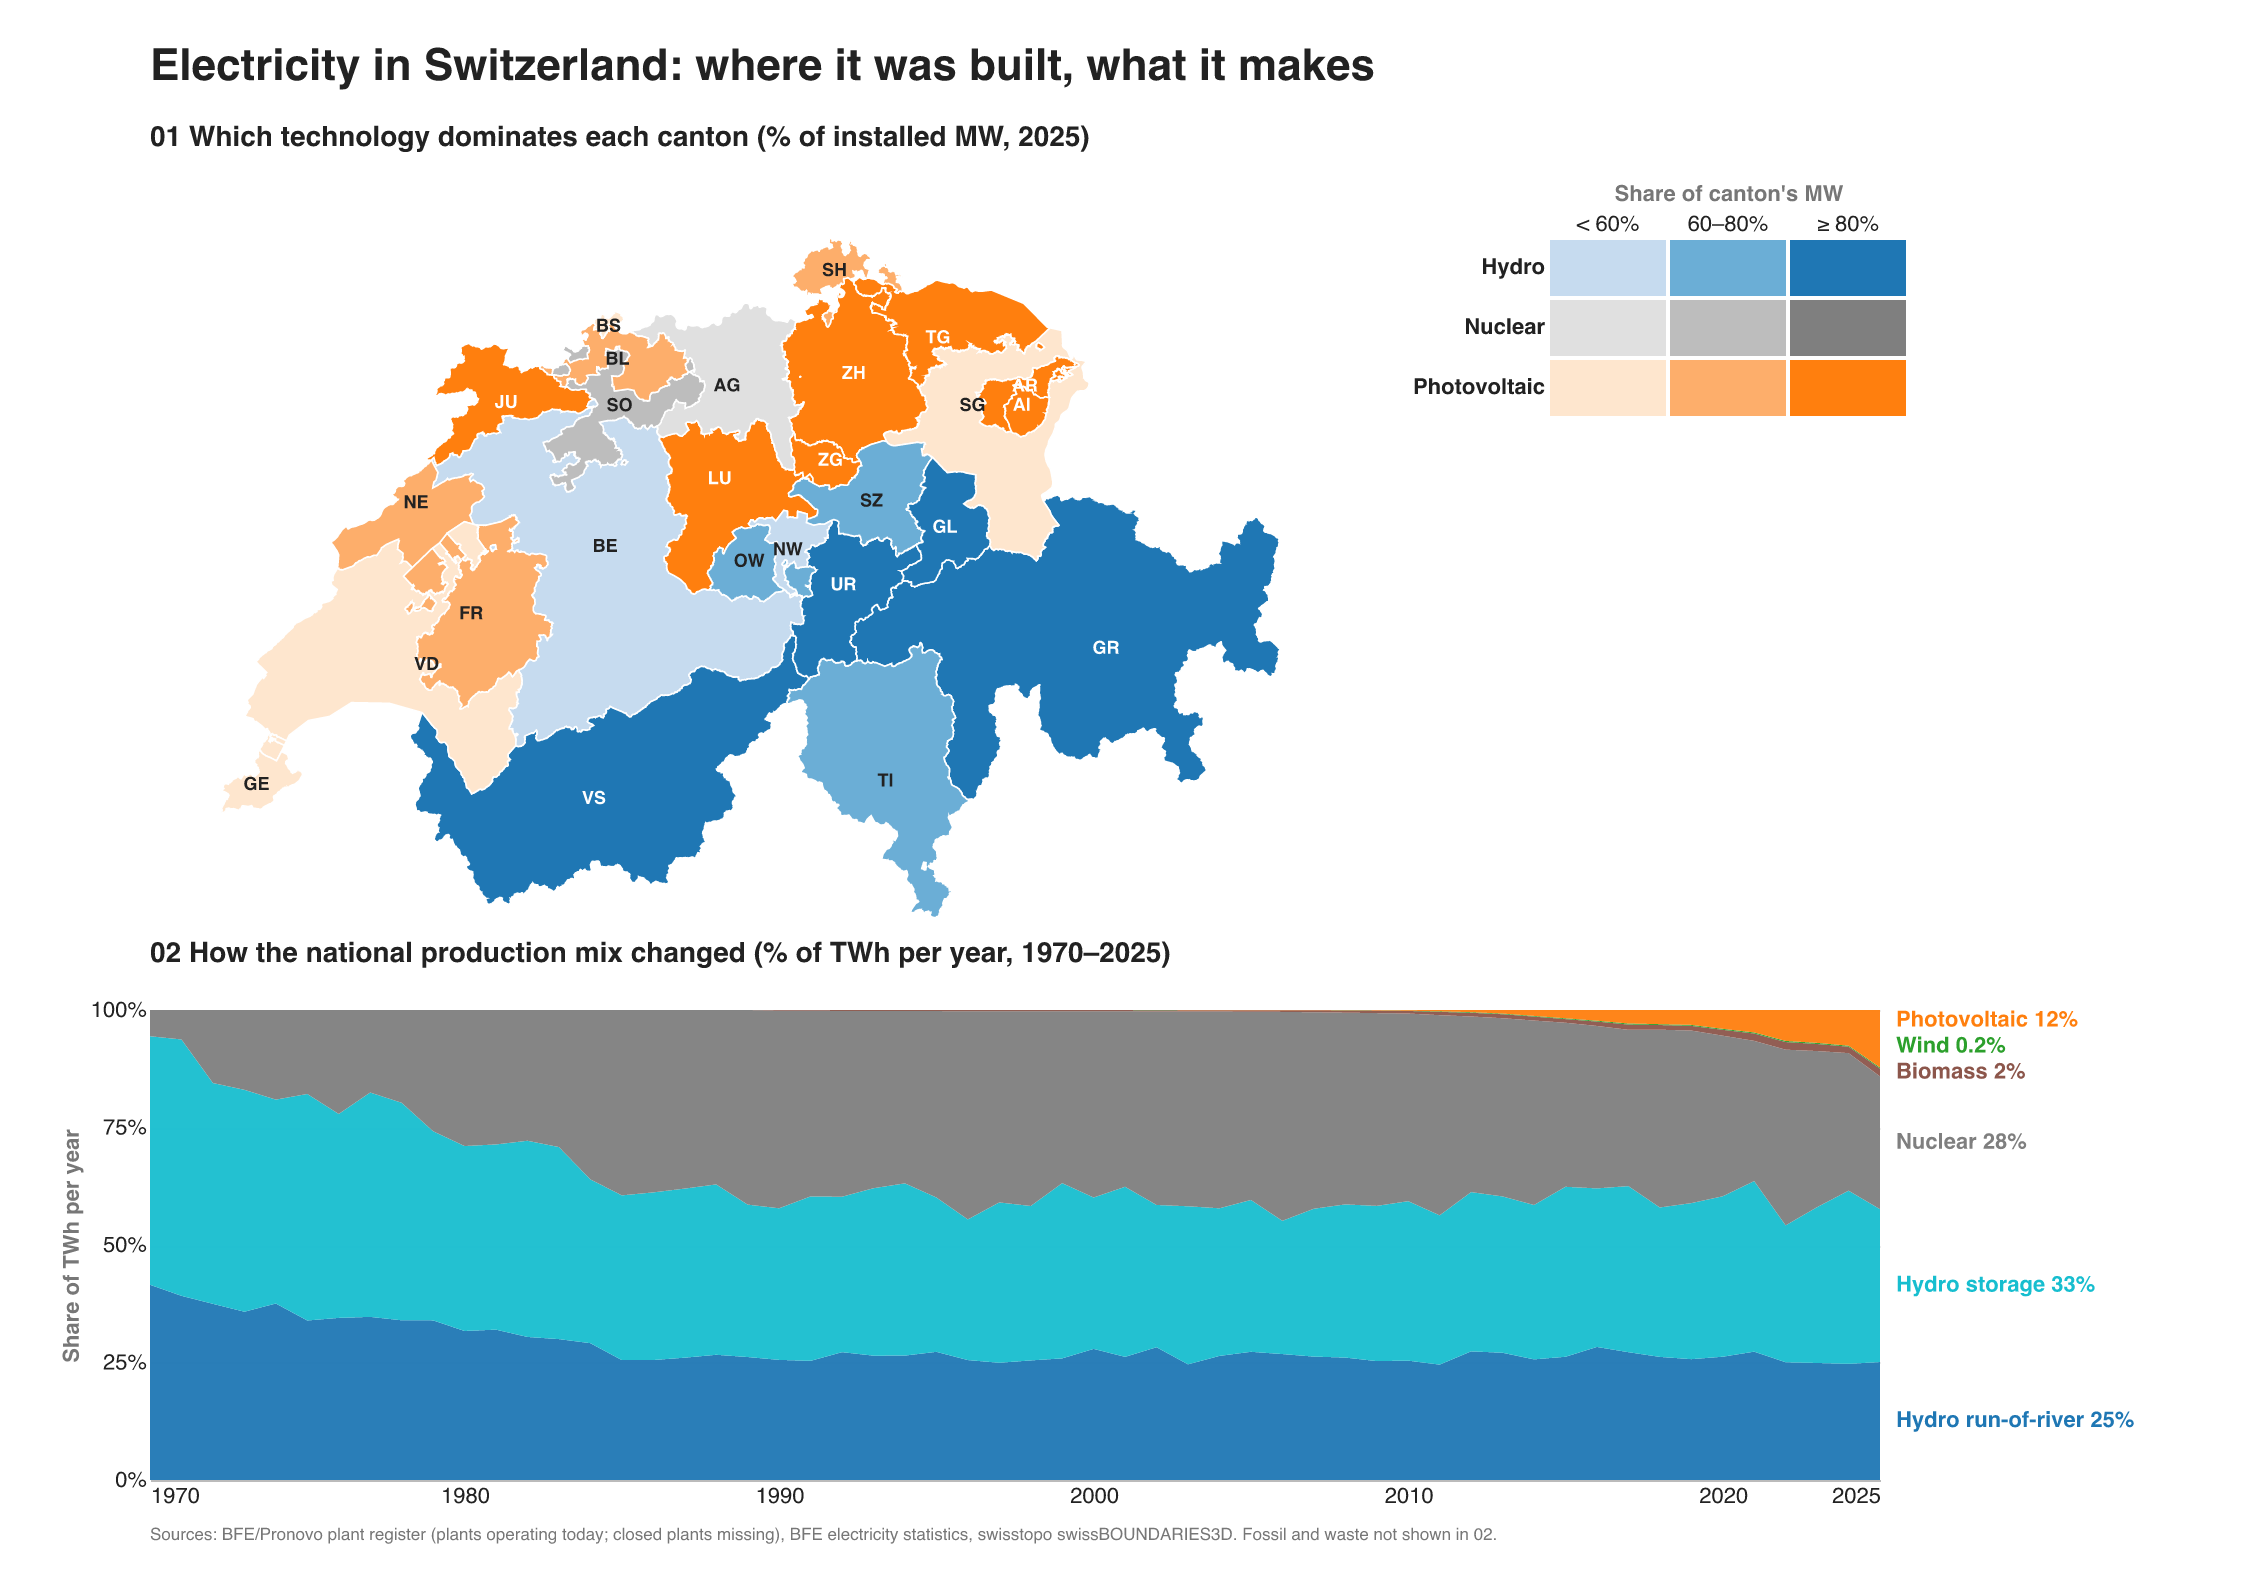 Electricity in Switzerland: where it was built, what it makes
01 Which technology dominates each canton (% of installed MW, 2025)
Share of canton's MW
< 60% 60–80% ≥ 80%
Hydro
Nuclear
Photovoltaic
SH
BS
TG
BL
ZH
AG
AR
JU
SO
SG AI
ZG
LU
NE
SZ
GL
BE
NW
OW
UR
FR
GR
VD
TI
GE
VS
02 How the national production mix changed (% of TWh per year, 1970–2025)
Share of TWh per year
100%
75%
50%
25%
0%
Photovoltaic 12%
Wind 0.2%
Biomass 2%
Nuclear 28%
Hydro storage 33%
Hydro run-of-river 25%
1970 1980 1990 2000 2010 2020 2025
Sources: BFE/Pronovo plant register (plants operating today; closed plants missing), BFE electricity statistics, swisstopo swissBOUNDARIES3D. Fossil and waste not shown in 02.